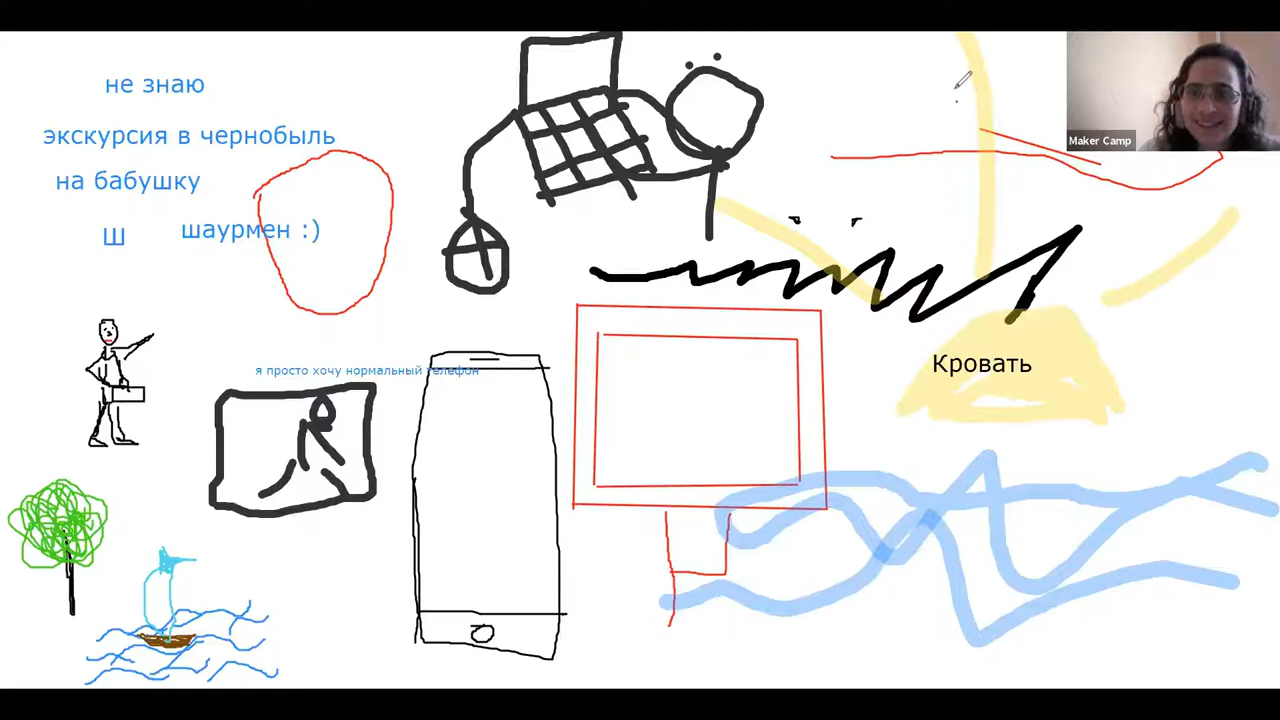 не знаю
экскурсия в чернобыль
на бабушку
Ш
шаурмен :)
Maker Camp
Кровать
я просто хочу нормальный телефон